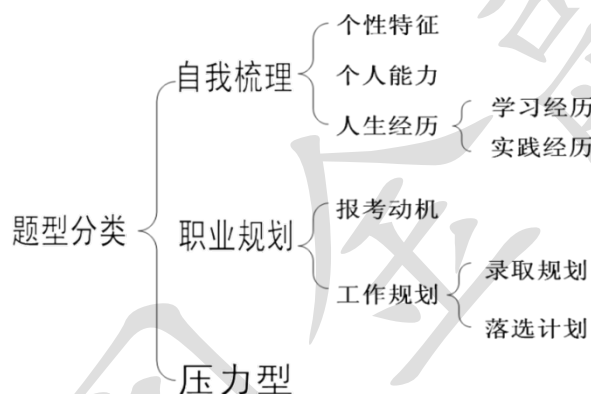 个性特征
自我梳理
个人能力
人生经历
学习经历
实践经历
题型分类
职业规划
报考动机
工作规划
录取规划
落选计划
压力型